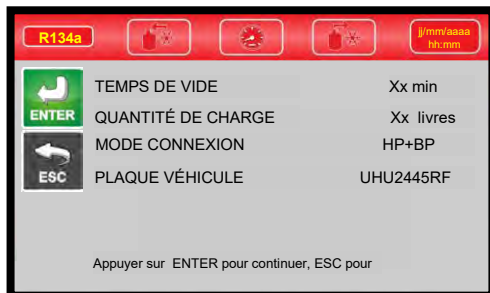 R134a
jj/mm/aaaa
hh:mm
ENTER
ESC
TEMPS DE VIDE Xx min
QUANTITÉ DE CHARGE Xx livres
MODE CONNEXION HP+BP
PLAQUE VÉHICULE UHU2445RF
Appuyer sur ENTER pour continuer, ESC pour